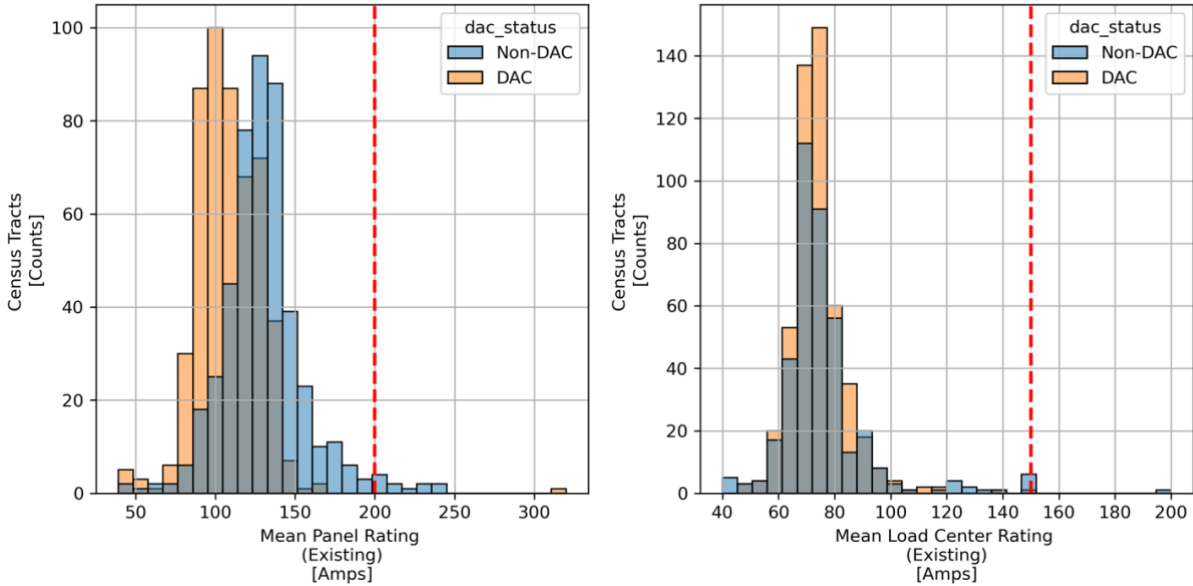 dac_status
Non-DAC
DAC
100
80
60
40
20
0
50
100
150
200
250
300
Census Tracts
[Counts]
Mean Panel Rating
(Existing)
[Amps]
dac_status
Non-DAC
DAC
140
120
100
80
60
40
20
0
40
60
80
100
120
140
160
180
200
Census Tracts
[Counts]
Mean Load Center Rating
(Existing)
[Amps]